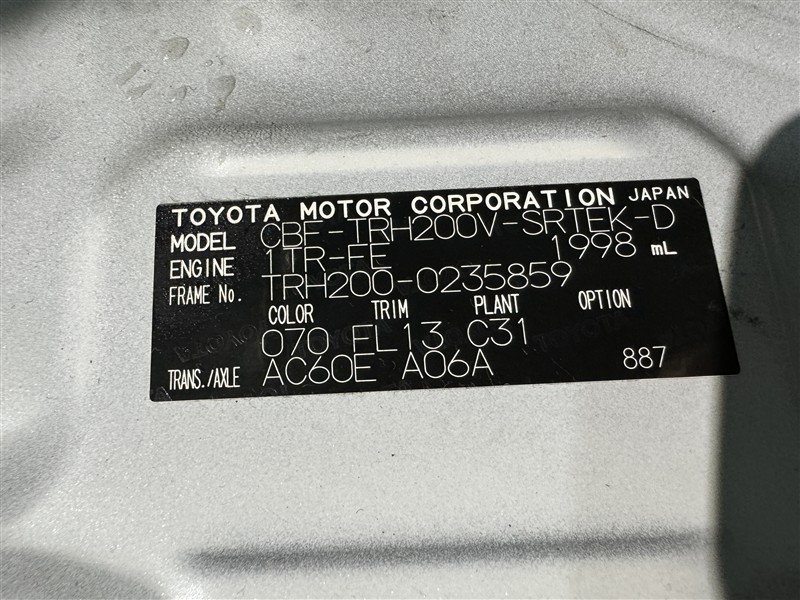 TOYOTA MOTOR CORPORATION JAPAN
MODEL CBF-TRH200V-SRTEK-D
ENGINE 1TR-FE 1998 mL
FRAME No. TRH200-0235859
COLOR TRIM PLANT OPTION
070 FL13 C31
TRANS./AXLE AC60E A06A 887